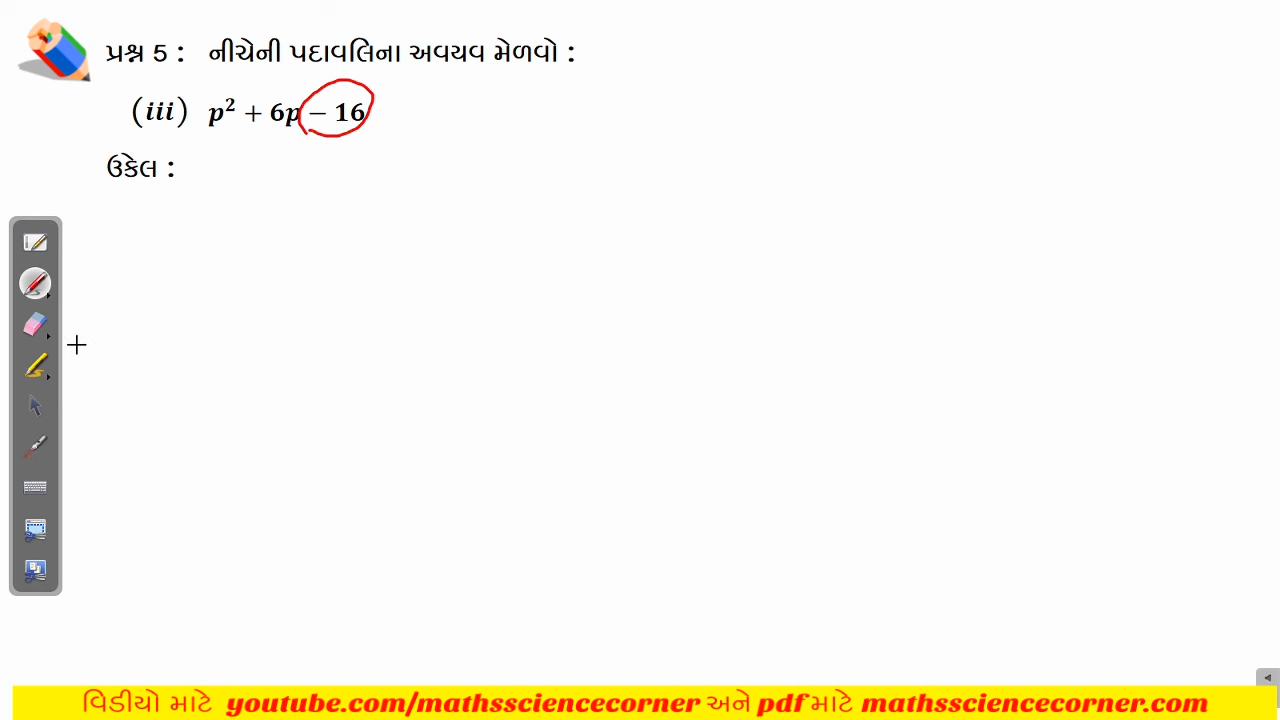 પ્રશ્ન 5 : નીચેની પદાવલિના અવયવ મેળવો :
(iii) p² + 6p − 16
ઉકેલ :
વિડીયો માટે youtube.com/mathssciencecorner અને pdf માટે mathssciencecorner.com